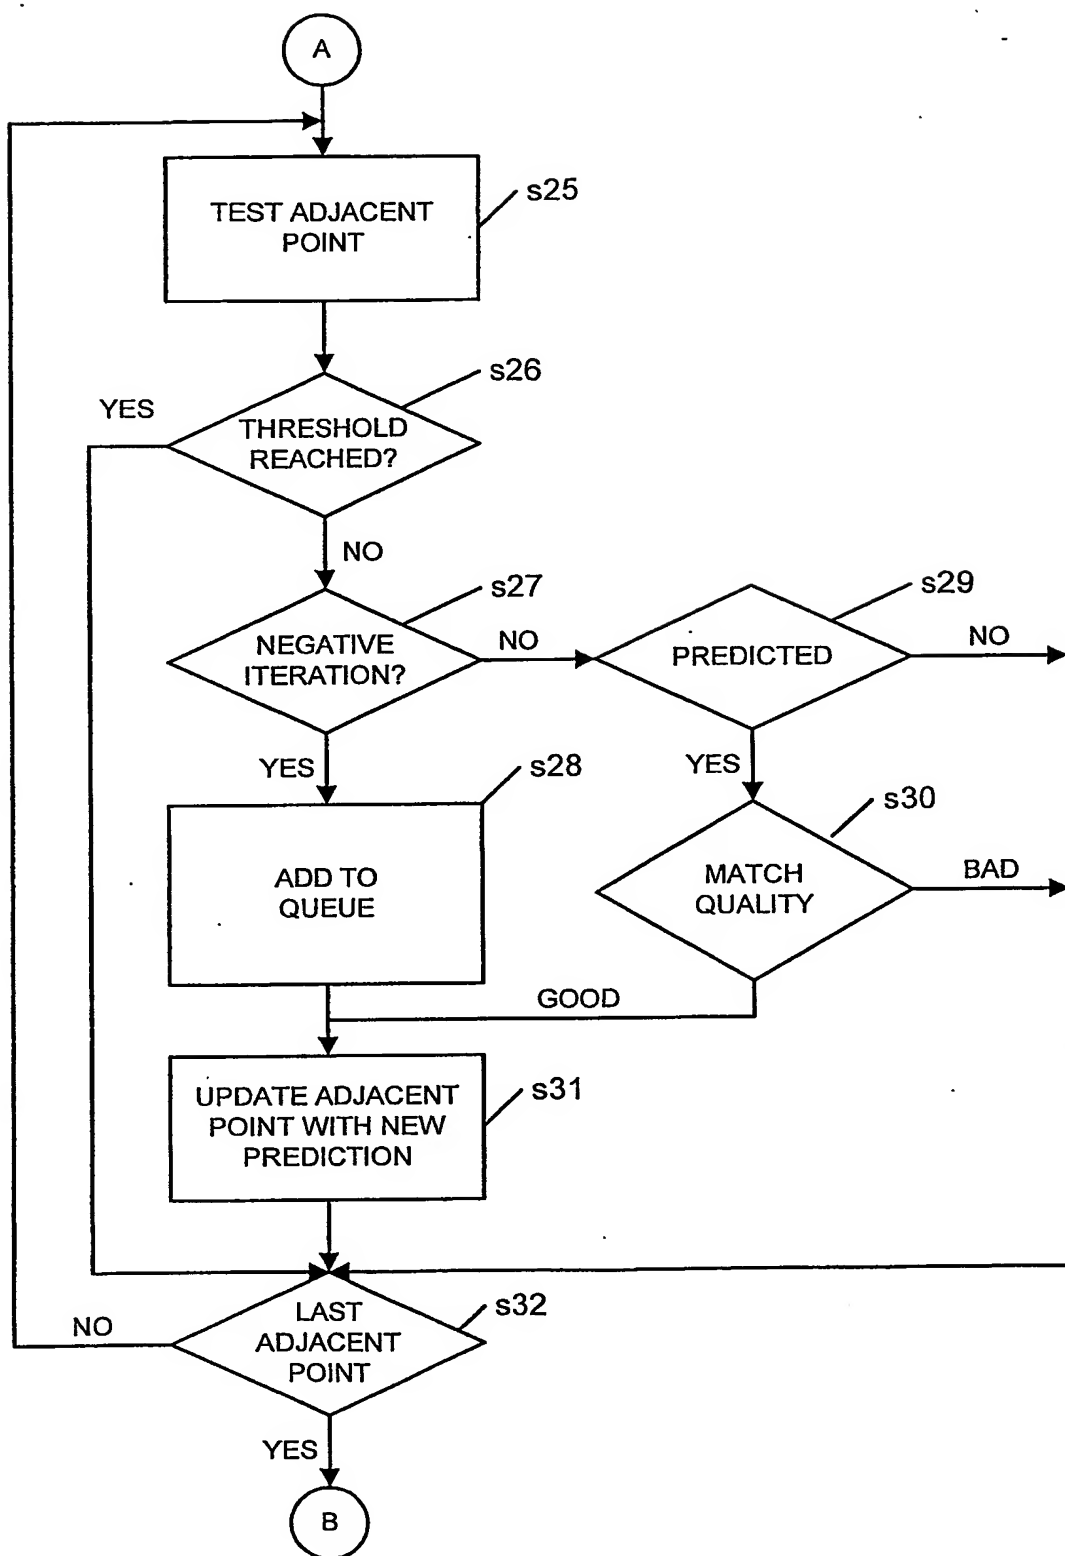 A
TEST ADJACENT
POINT
s25
s26
YES
THRESHOLD
REACHED?
NO
s27
NEGATIVE
ITERATION?
NO
s29
PREDICTED
NO
YES
s28
YES
s30
ADD TO
QUEUE
MATCH
QUALITY
BAD
GOOD
UPDATE ADJACENT
POINT WITH NEW
PREDICTION
s31
s32
LAST
ADJACENT
POINT
NO
YES
B